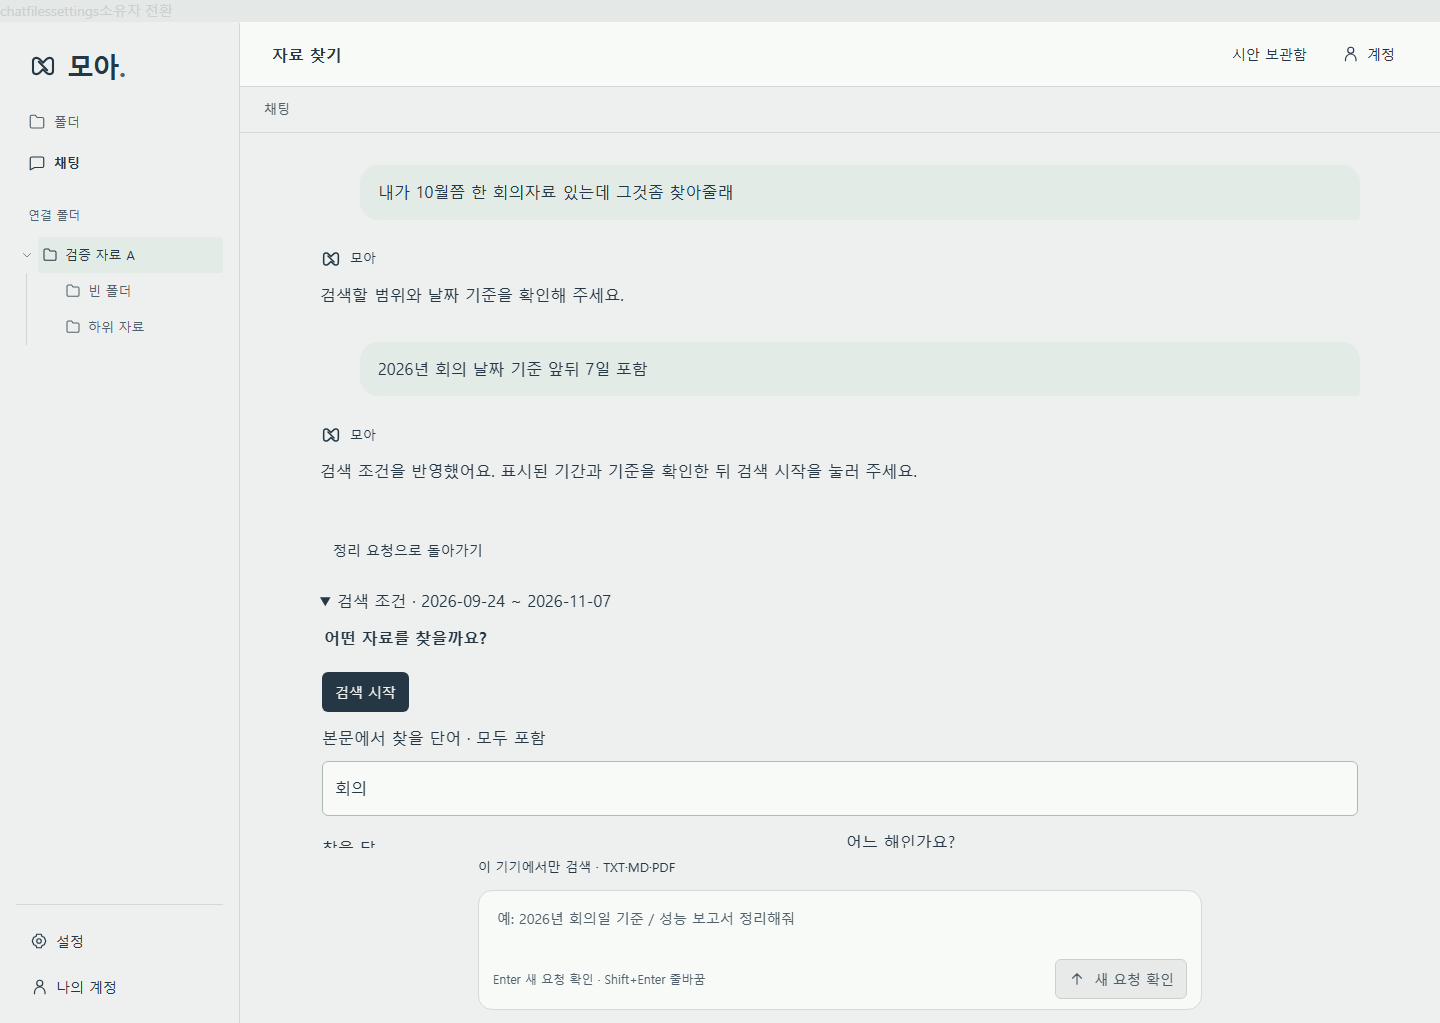 chatfilessettings소유자 전환
모아.
폴더
채팅
연결 폴더
검증 자료 A
빈 폴더
하위 자료
설정
나의 계정
자료 찾기
시안 보관함
계정
채팅
내가 10월쯤 한 회의자료 있는데 그것좀 찾아줄래
모아
검색할 범위와 날짜 기준을 확인해 주세요.
2026년 회의 날짜 기준 앞뒤 7일 포함
모아
검색 조건을 반영했어요. 표시된 기간과 기준을 확인한 뒤 검색 시작을 눌러 주세요.
정리 요청으로 돌아가기
▼ 검색 조건 · 2026-09-24 ~ 2026-11-07
어떤 자료를 찾을까요?
검색 시작
본문에서 찾을 단어 · 모두 포함
회의
찾을 달
어느 해인가요?
이 기기에서만 검색 · TXT·MD·PDF
예: 2026년 회의일 기준 / 성능 보고서 정리해줘
Enter 새 요청 확인 · Shift+Enter 줄바꿈
새 요청 확인